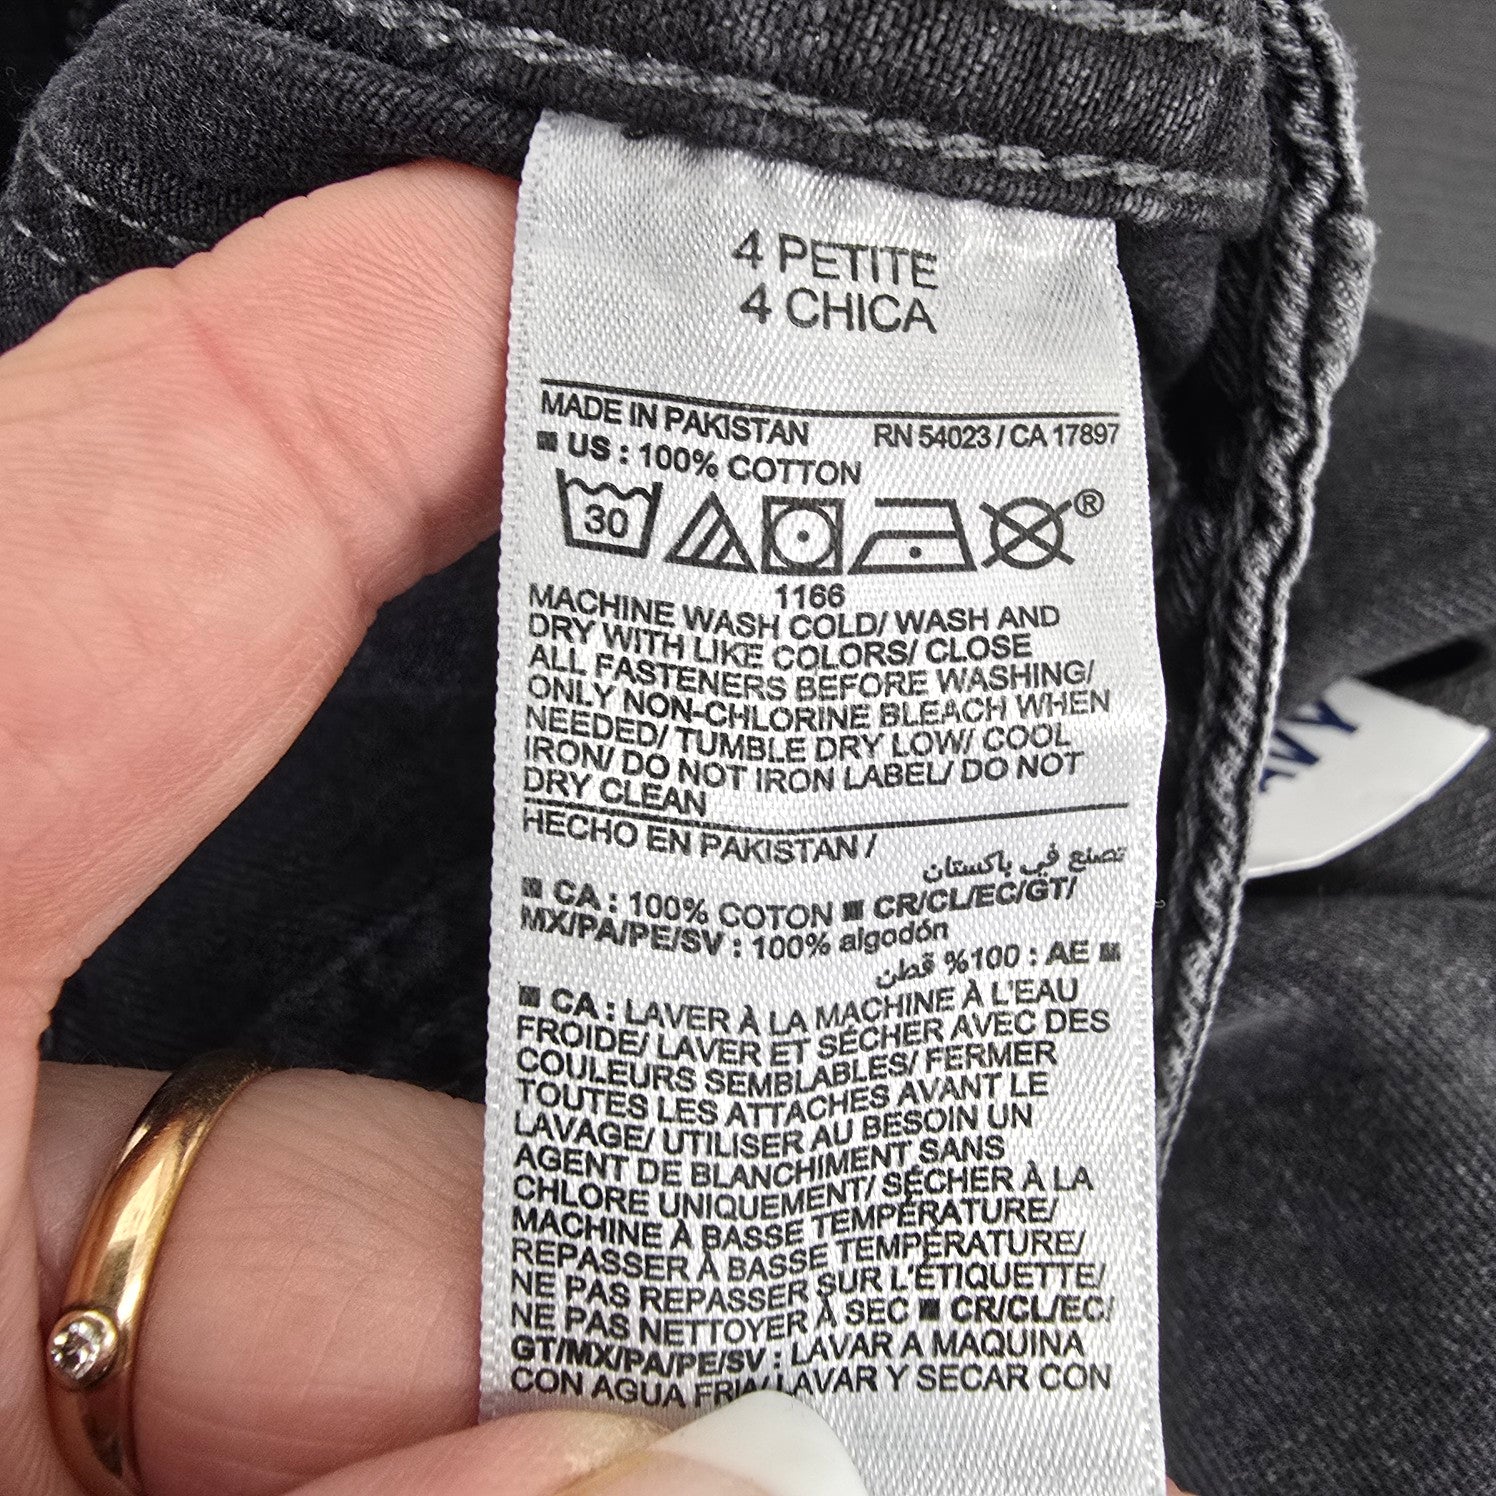 4 PETITE
4 CHICA
MADE IN PAKISTAN RN 54023 / CA 17897
■ US : 100% COTTON
30 ®
1166
MACHINE WASH COLD/ WASH AND
DRY WITH LIKE COLORS/ CLOSE
ALL FASTENERS BEFORE WASHING/
ONLY NON-CHLORINE BLEACH WHEN
NEEDED/ TUMBLE DRY LOW/ COOL
IRON/ DO NOT IRON LABEL/ DO NOT
DRY CLEAN
HECHO EN PAKISTAN /
تصنع في باكستان
■ CA : 100% COTON ■ CR/CL/EC/GT/
MX/PA/PE/SV : 100% algodón
■ AE : 100% قطن
■ CA : LAVER À LA MACHINE À L'EAU
FROIDE/ LAVER ET SÉCHER AVEC DES
COULEURS SEMBLABLES/ FERMER
TOUTES LES ATTACHES AVANT LE
LAVAGE/ UTILISER AU BESOIN UN
AGENT DE BLANCHIMENT SANS
CHLORE UNIQUEMENT/ SÉCHER À LA
MACHINE À BASSE TEMPÉRATURE/
REPASSER À BASSE TEMPÉRATURE/
NE PAS REPASSER SUR L'ÉTIQUETTE/
NE PAS NETTOYER À SEC ■ CR/CL/EC/
GT/MX/PA/PE/SV : LAVAR A MAQUINA
CON AGUA FRIA/ LAVAR Y SECAR CON
AVY